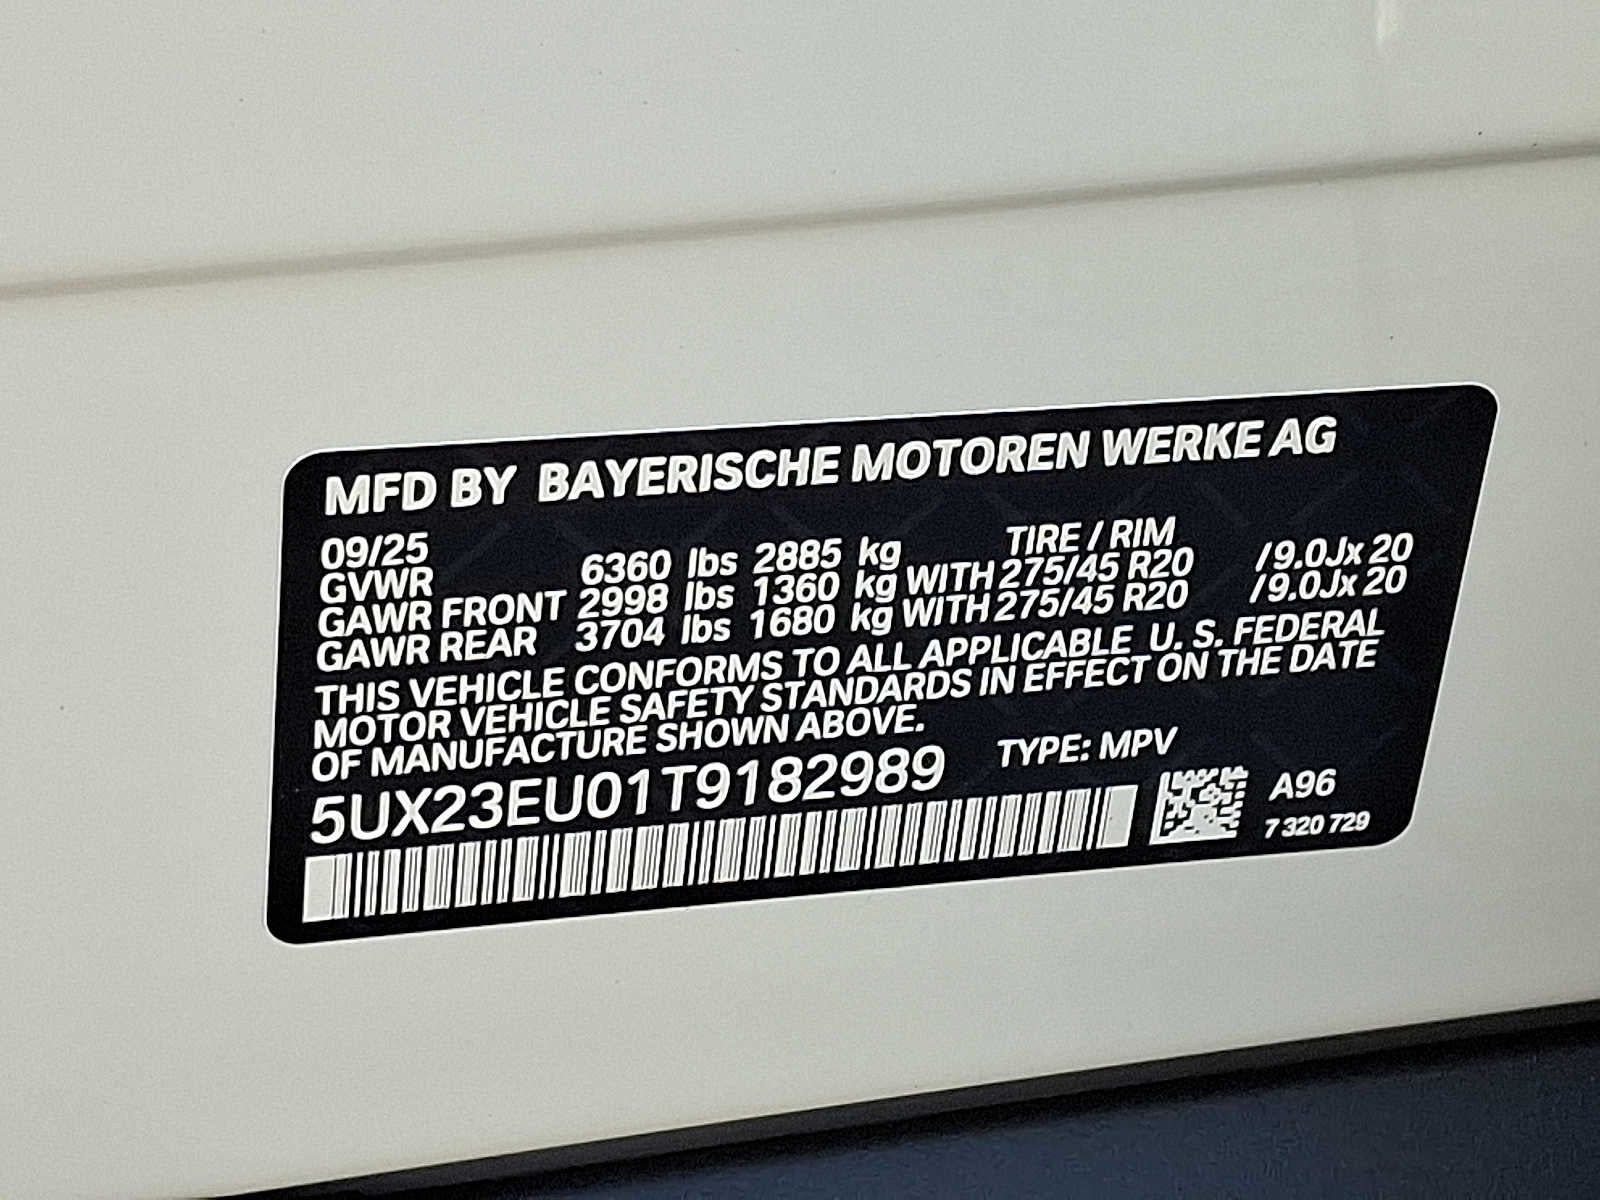 MFD BY BAYERISCHE MOTOREN WERKE AG
09/25 TIRE / RIM
GVWR 6360 lbs 2885 kg
GAWR FRONT 2998 lbs 1360 kg WITH 275/45 R20 /9.0Jx 20
GAWR REAR 3704 lbs 1680 kg WITH 275/45 R20 /9.0Jx 20
THIS VEHICLE CONFORMS TO ALL APPLICABLE U. S. FEDERAL
MOTOR VEHICLE SAFETY STANDARDS IN EFFECT ON THE DATE
OF MANUFACTURE SHOWN ABOVE.
5UX23EU01T9182989 TYPE: MPV
A96
7 320 729